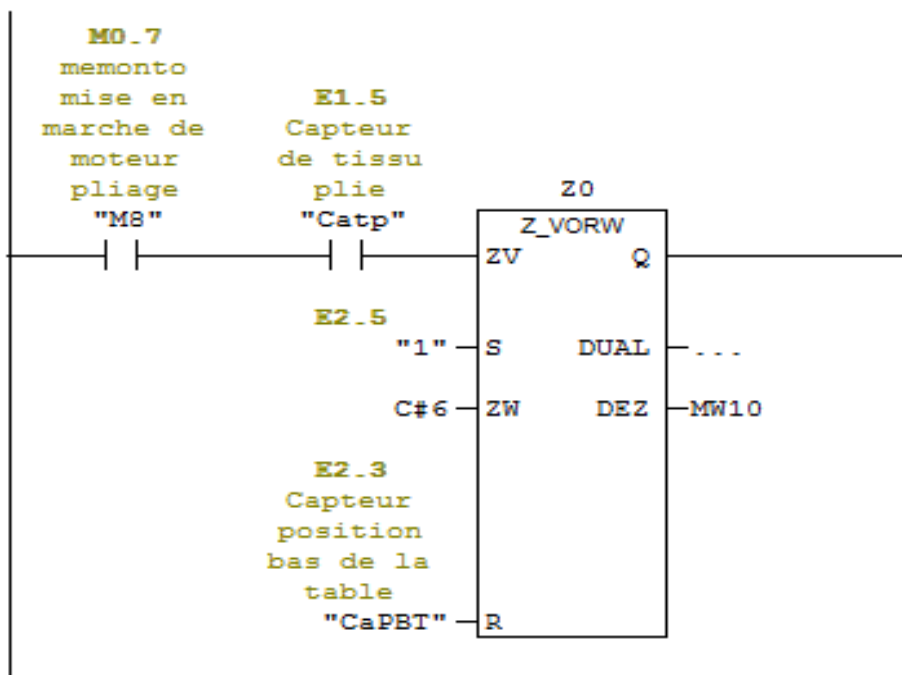 M0.7
memonto
mise en
marche de
moteur
pliage
"M8"
E1.5
Capteur
de tissu
plie
"Catp"
Z0
Z_VORW
ZV
Q
E2.5
"1"
S
DUAL
...
C#6
ZW
DEZ
MW10
E2.3
Capteur
position
bas de la
table
"CaPBT"
R